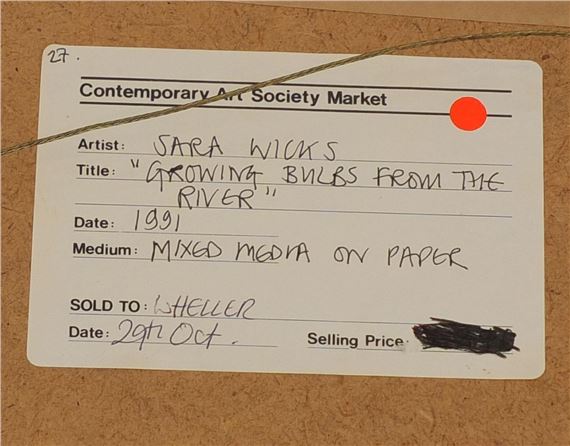 27.
Contemporary Art Society Market
Artist: SARA WICKS
Title: "GROWING BULBS FROM THE
RIVER"
Date: 1991
Medium: MIXED MEDIA ON PAPER
SOLD TO: WHELLER
Date: 29th Oct.
Selling Price: